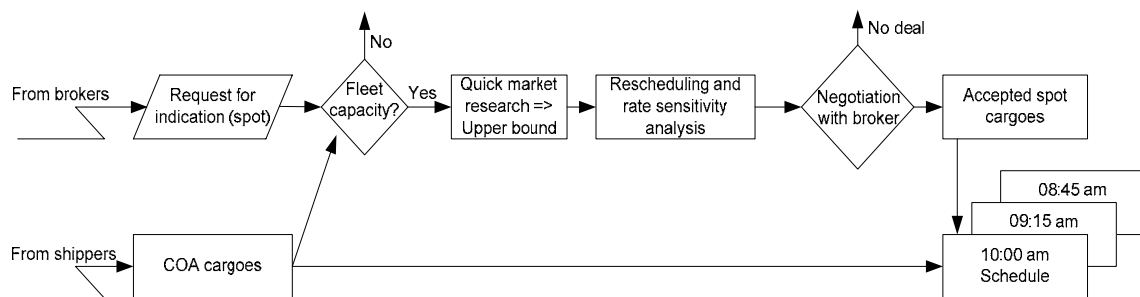 No
No deal
From brokers
Request for
indication (spot)
Fleet
capacity?
Yes
Quick market
research =>
Upper bound
Rescheduling and
rate sensitivity
analysis
Negotiation
with broker
Accepted spot
cargoes
From shippers
COA cargoes
08:45 am
09:15 am
10:00 am
Schedule